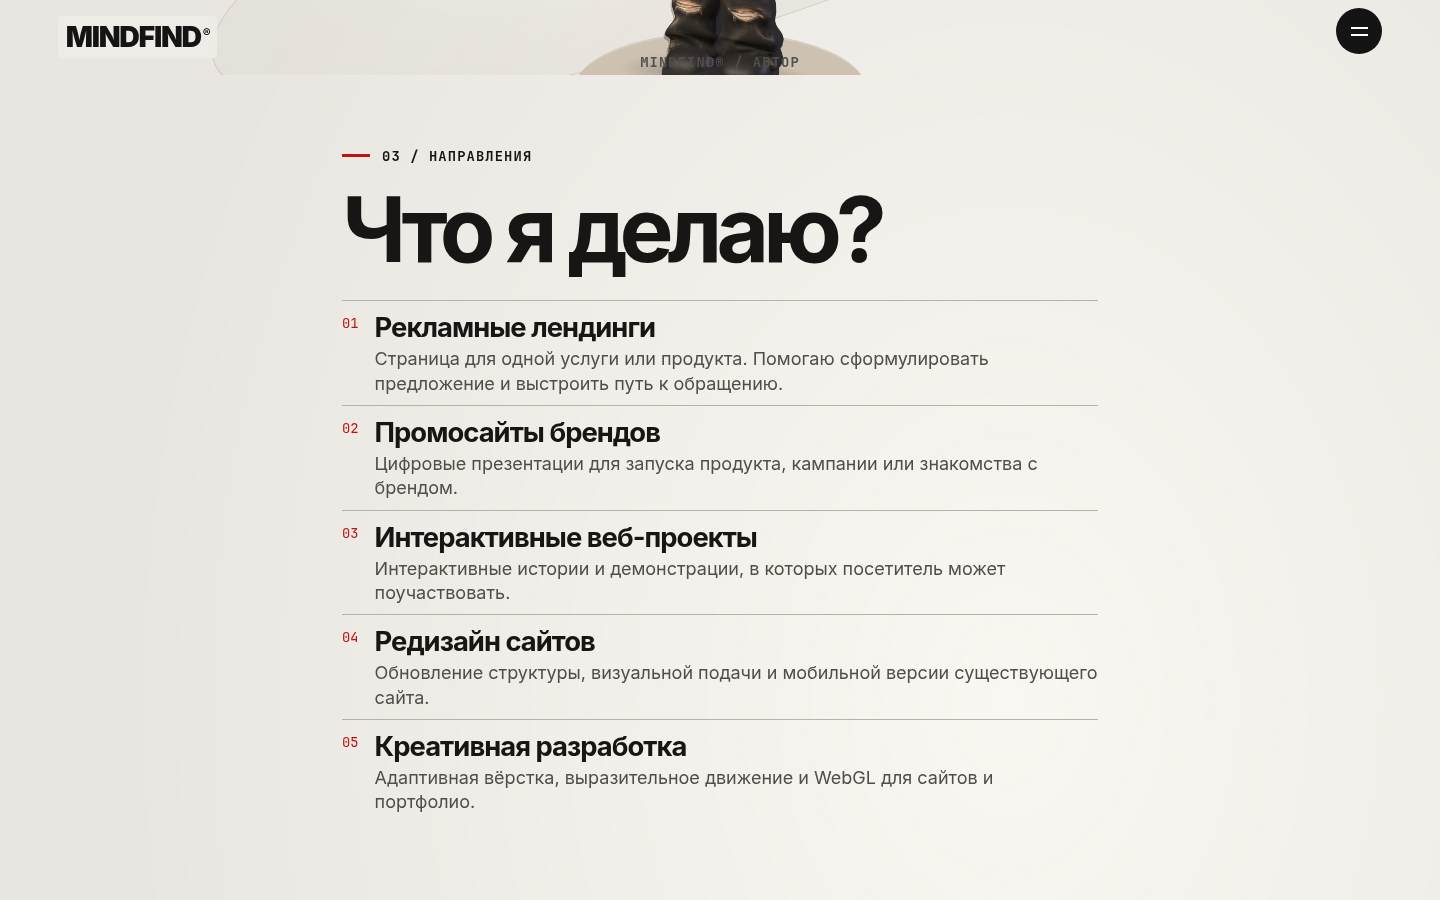 MINDFIND®
MINDFIND® / АВТОР
03 / НАПРАВЛЕНИЯ
Что я делаю?
01 Рекламные лендинги
Страница для одной услуги или продукта. Помогаю сформулировать
предложение и выстроить путь к обращению.
02 Промосайты брендов
Цифровые презентации для запуска продукта, кампании или знакомства с
брендом.
03 Интерактивные веб-проекты
Интерактивные истории и демонстрации, в которых посетитель может
поучаствовать.
04 Редизайн сайтов
Обновление структуры, визуальной подачи и мобильной версии существующего
сайта.
05 Креативная разработка
Адаптивная вёрстка, выразительное движение и WebGL для сайтов и
портфолио.